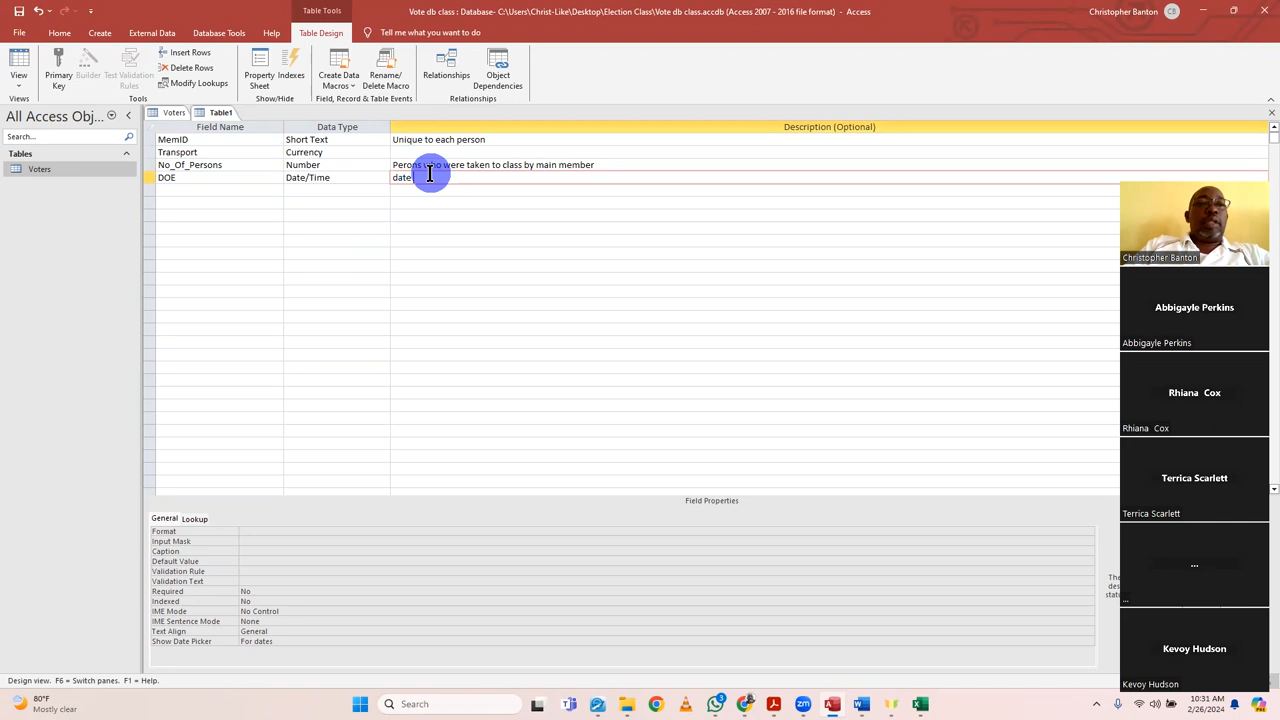 Table Tools
Vote db class : Database- C:\Users\Christ-Like\Desktop\Election Class\Vote db class.accdb (Access 2007 - 2016 file format) - Access
Christopher Banton CB
File Home Create External Data Database Tools Help Table Design Tell me what you want to do
View
Views
Primary Key
Builder
Test Validation Rules
Insert Rows
Delete Rows
Modify Lookups
Tools
Property Sheet
Indexes
Show/Hide
Create Data Macros
Rename/ Delete Macro
Field, Record & Table Events
Relationships
Object Dependencies
Relationships
All Access Obj...
Search...
Tables
Voters
Voters Table1
Field Name Data Type Description (Optional)
MemID Short Text Unique to each person
Transport Currency
No_Of_Persons Number Perons who were taken to class by main member
DOE Date/Time date
Field Properties
General Lookup
Format
Input Mask
Caption
Default Value
Validation Rule
Validation Text
Required No
Indexed No
IME Mode No Control
IME Sentence Mode None
Text Align General
Show Date Picker For dates
Christopher Banton
Abbigayle Perkins
Abbigayle Perkins
Rhiana Cox
Rhiana Cox
Terrica Scarlett
Terrica Scarlett
...
...
Kevoy Hudson
Kevoy Hudson
Design view. F6 = Switch panes. F1 = Help.
80°F
Mostly clear
Search
3
10:31 AM
2/26/2024